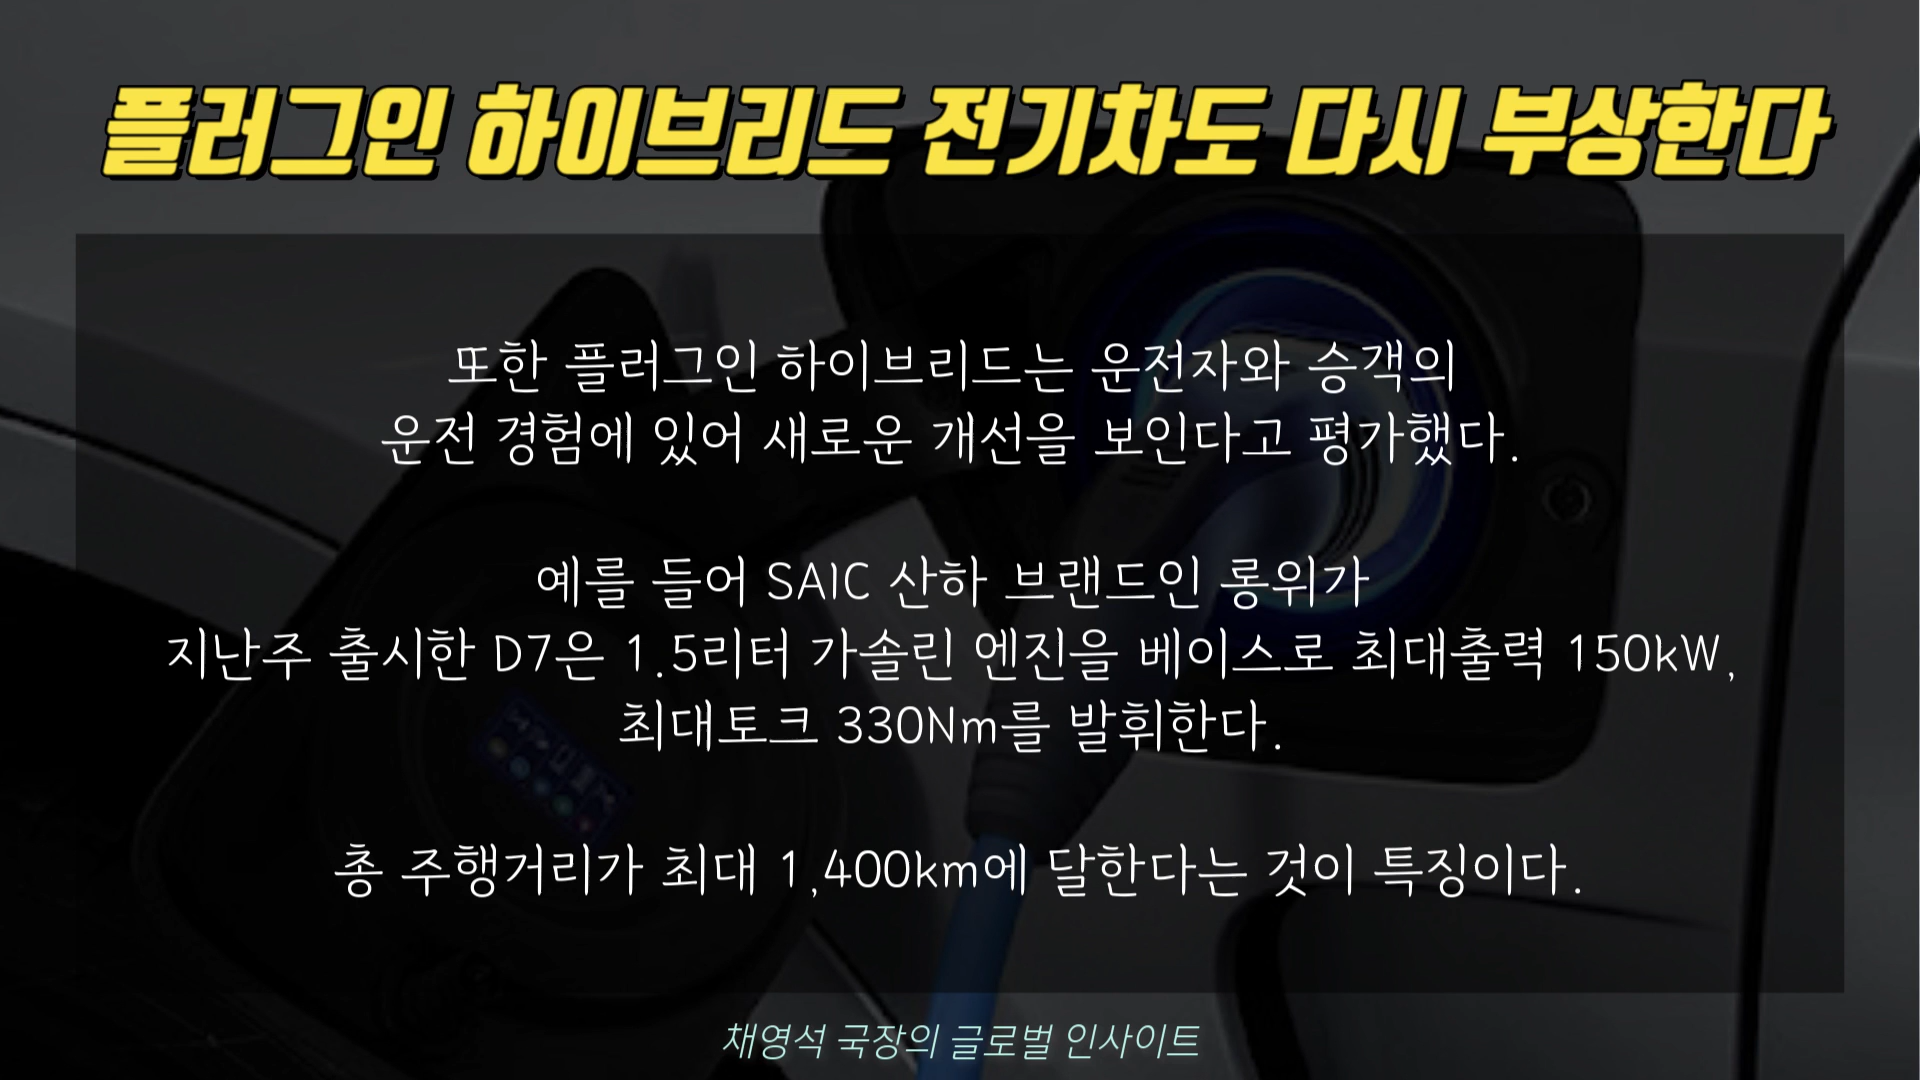 플러그인 하이브리드 전기차도 다시 부상한다
또한 플러그인 하이브리드는 운전자와 승객의
운전 경험에 있어 새로운 개선을 보인다고 평가했다.
예를 들어 SAIC 산하 브랜드인 롱위가
지난주 출시한 D7은 1.5리터 가솔린 엔진을 베이스로 최대출력 150kW,
최대토크 330Nm를 발휘한다.
총 주행거리가 최대 1,400km에 달한다는 것이 특징이다.
채영석 국장의 글로벌 인사이트